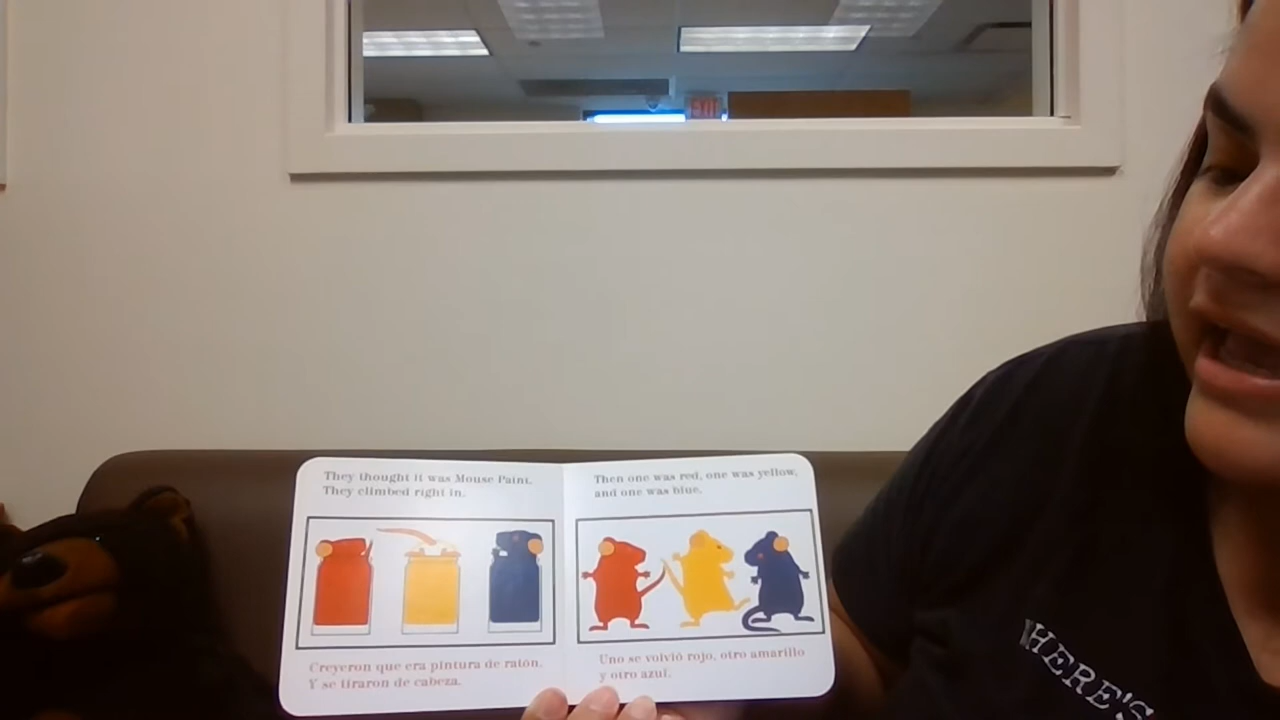 EXIT
They thought it was Mouse Paint.
They climbed right in.
Creyeron que era pintura de ratón.
Y se tiraron de cabeza.
Then one was red, one was yellow,
and one was blue.
Uno se volvió rojo, otro amarillo
y otro azul.
WHERE'S